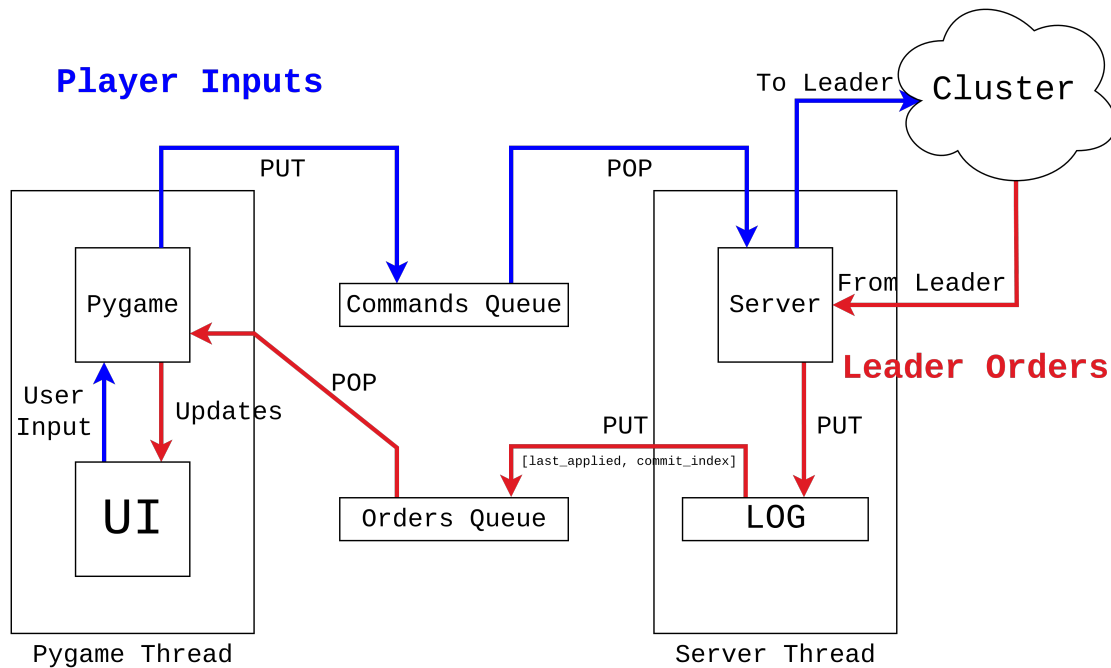 Player Inputs
To Leader
Cluster
PUT
POP
Pygame
Commands Queue
Server
From Leader
Leader Orders
User
Input
Updates
POP
PUT
PUT
[last_applied, commit_index]
UI
Orders Queue
LOG
Pygame Thread
Server Thread